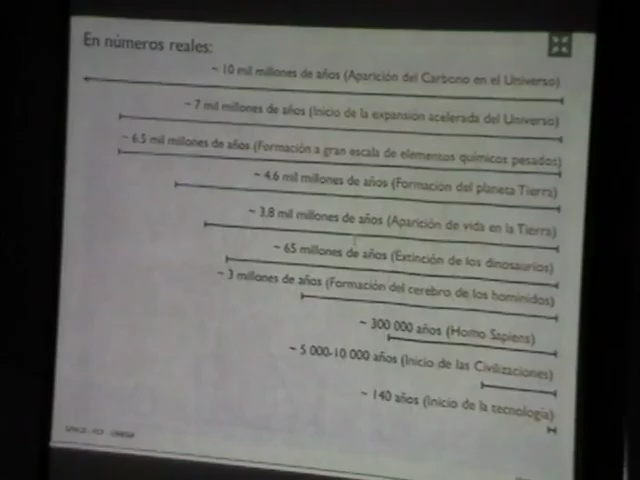 En números reales:
~ 10 mil millones de años (Aparición del Carbono en el Universo)
~ 7 mil millones de años (Inicio de la expansión acelerada del Universo)
~ 6.5 mil millones de años (Formación a gran escala de elementos químicos pesados)
~ 4.6 mil millones de años (Formación del planeta Tierra)
~ 3.8 mil millones de años (Aparición de vida en la Tierra)
~ 65 millones de años (Extinción de los dinosaurios)
~ 3 millones de años (Formación del cerebro de los homínidos)
~ 300 000 años (Homo Sapiens)
~ 5 000-10 000 años (Inicio de las Civilizaciones)
~ 140 años (Inicio de la tecnología)